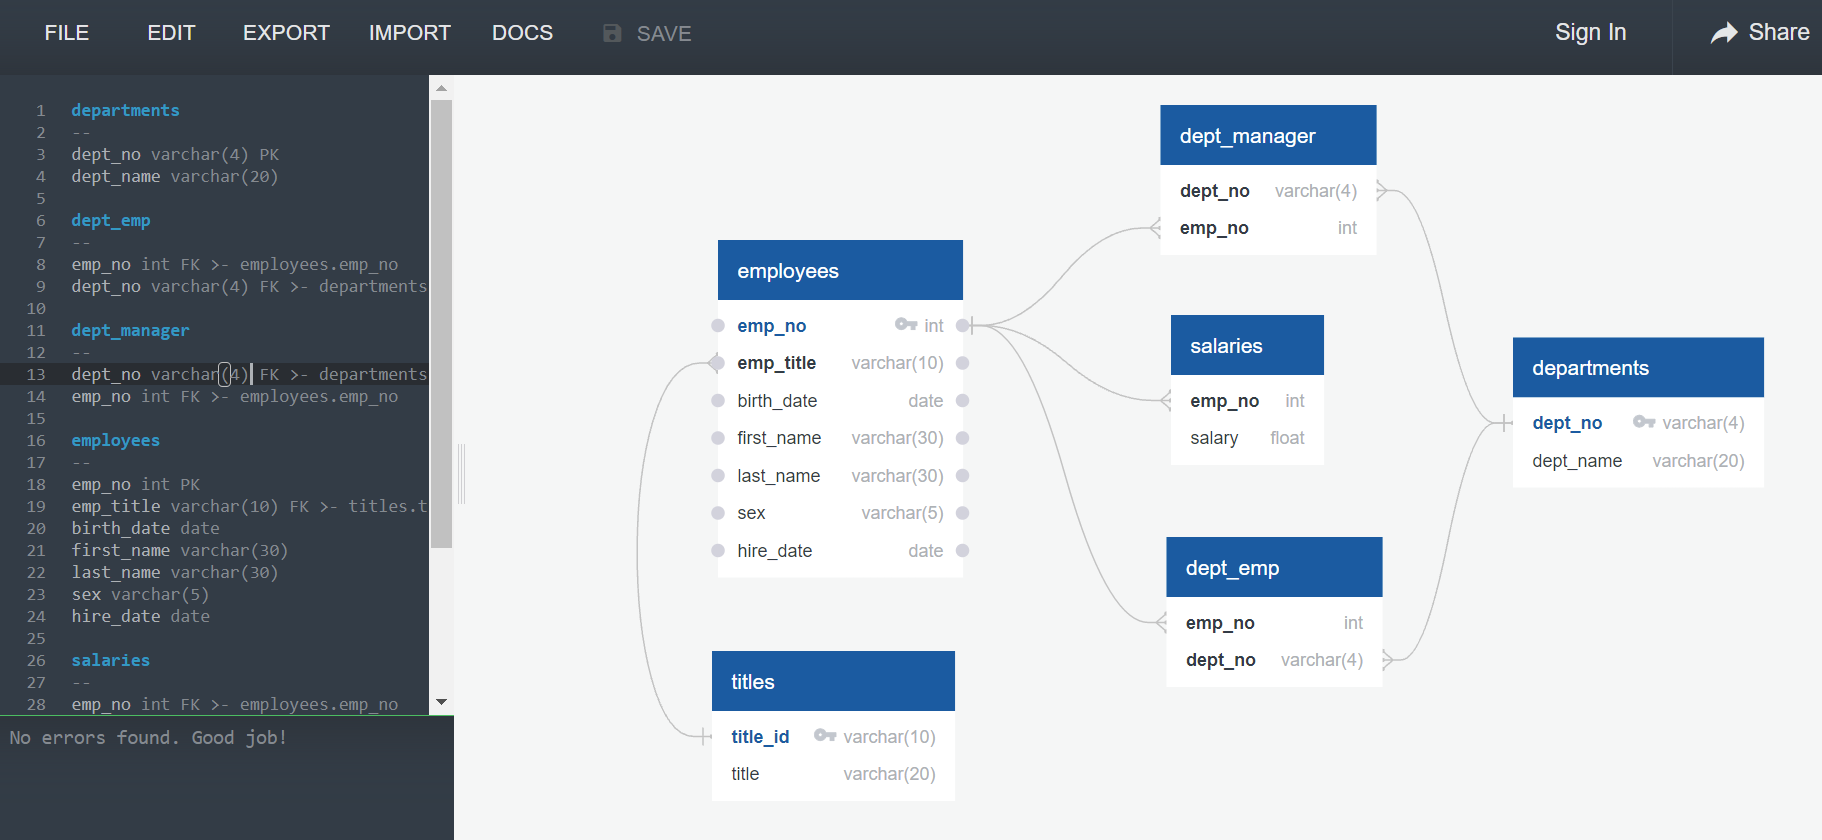 FILE EDIT EXPORT IMPORT DOCS SAVE Sign In Share
1 departments
2 --
3 dept_no varchar(4) PK
4 dept_name varchar(20)
5
6 dept_emp
7 --
8 emp_no int FK >- employees.emp_no
9 dept_no varchar(4) FK >- departments
10
11 dept_manager
12 --
13 dept_no varchar(4) FK >- departments
14 emp_no int FK >- employees.emp_no
15
16 employees
17 --
18 emp_no int PK
19 emp_title varchar(10) FK >- titles.t
20 birth_date date
21 first_name varchar(30)
22 last_name varchar(30)
23 sex varchar(5)
24 hire_date date
25
26 salaries
27 --
28 emp_no int FK >- employees.emp_no
No errors found. Good job!
employees
emp_no int
emp_title varchar(10)
birth_date date
first_name varchar(30)
last_name varchar(30)
sex varchar(5)
hire_date date
titles
title_id varchar(10)
title varchar(20)
dept_manager
dept_no varchar(4)
emp_no int
salaries
emp_no int
salary float
dept_emp
emp_no int
dept_no varchar(4)
departments
dept_no varchar(4)
dept_name varchar(20)